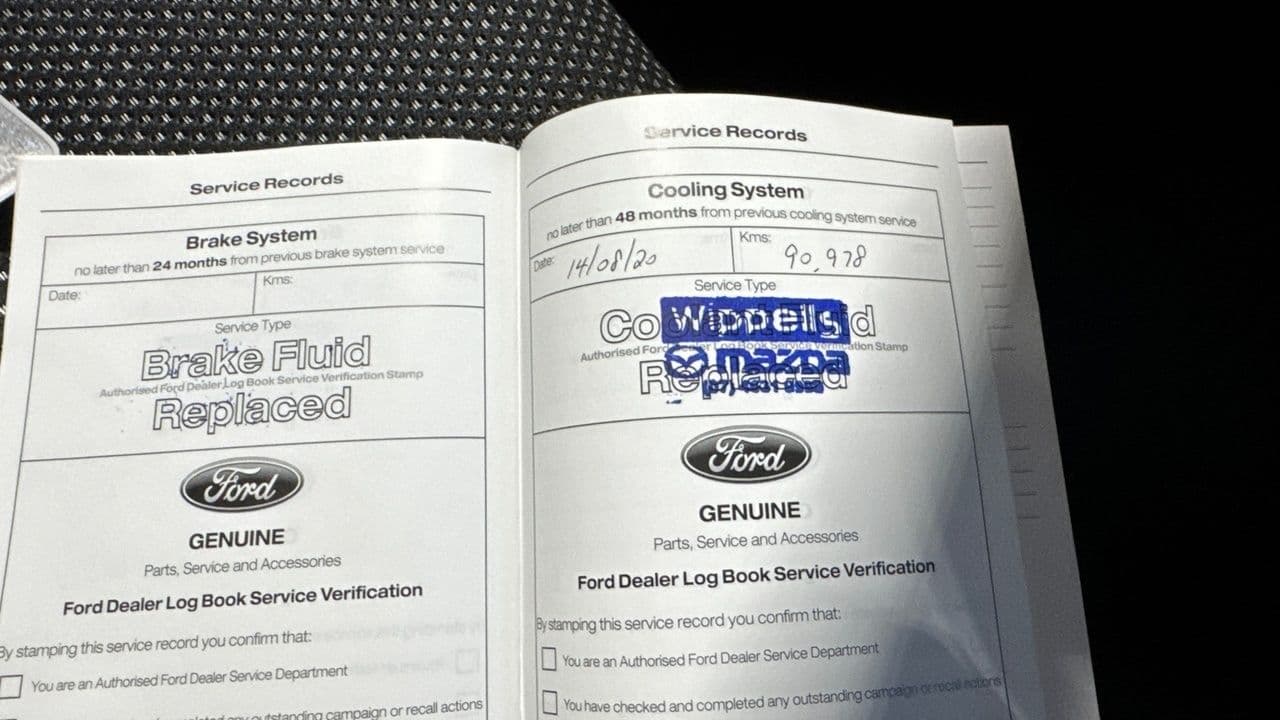 Service Records
Brake System
no later than 24 months from previous brake system service
Date:
Kms:
Service Type
Brake Fluid
Authorised Ford Dealer Log Book Service Verification Stamp
Replaced
Ford
GENUINE
Parts, Service and Accessories
Ford Dealer Log Book Service Verification
By stamping this service record you confirm that:
You are an Authorised Ford Dealer Service Department
outstanding campaign or recall actions
Service Records
Cooling System
no later than 48 months from previous cooling system service
Date: 14/08/20
Kms: 90,978
Service Type
Coolant Fluid
Authorised Ford Dealer Log Book Service Verification Stamp
Replaced
mazda
Ford
GENUINE
Parts, Service and Accessories
Ford Dealer Log Book Service Verification
By stamping this service record you confirm that:
You are an Authorised Ford Dealer Service Department
You have checked and completed any outstanding campaign or recall actions